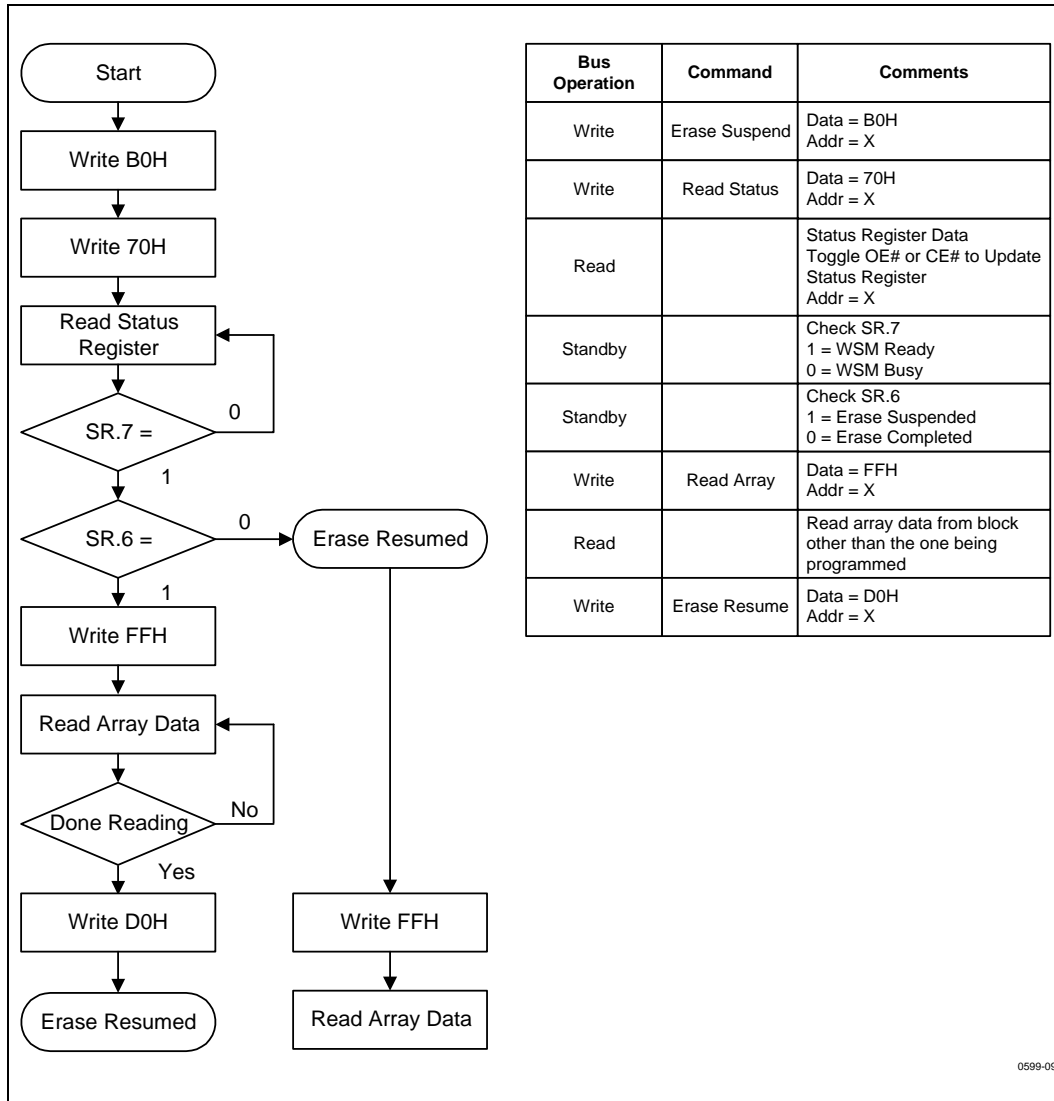 Start
Write B0H
Write 70H
Read Status
Register
0
SR.7 =
1
0
SR.6 =
Erase Resumed
1
Write FFH
Read Array Data
No
Done Reading
Yes
Write D0H
Write FFH
Erase Resumed
Read Array Data
Bus
Operation
Command
Comments
Write
Erase Suspend
Data = B0H
Addr = X
Write
Read Status
Data = 70H
Addr = X
Read
Status Register Data
Toggle OE# or CE# to Update
Status Register
Addr = X
Standby
Check SR.7
1 = WSM Ready
0 = WSM Busy
Standby
Check SR.6
1 = Erase Suspended
0 = Erase Completed
Write
Read Array
Data = FFH
Addr = X
Read
Read array data from block
other than the one being
programmed
Write
Erase Resume
Data = D0H
Addr = X
0599-09